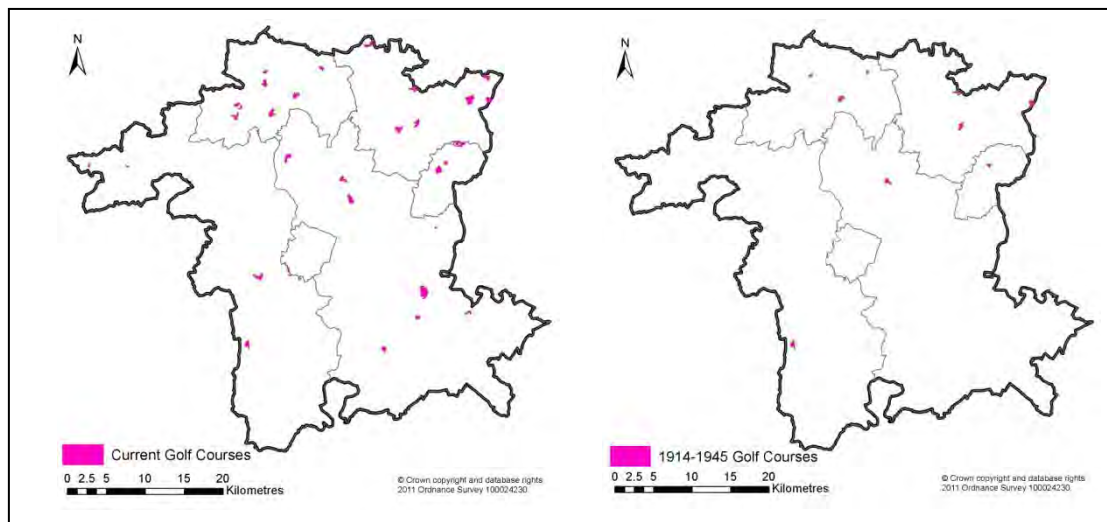 N
Current Golf Courses
0 2.5 5 10 15 20
Kilometres
© Crown copyright and database rights
2011 Ordnance Survey 100024230.
N
1914-1945 Golf Courses
0 2.5 5 10 15 20
Kilometres
© Crown copyright and database rights
2011 Ordnance Survey 100024230.